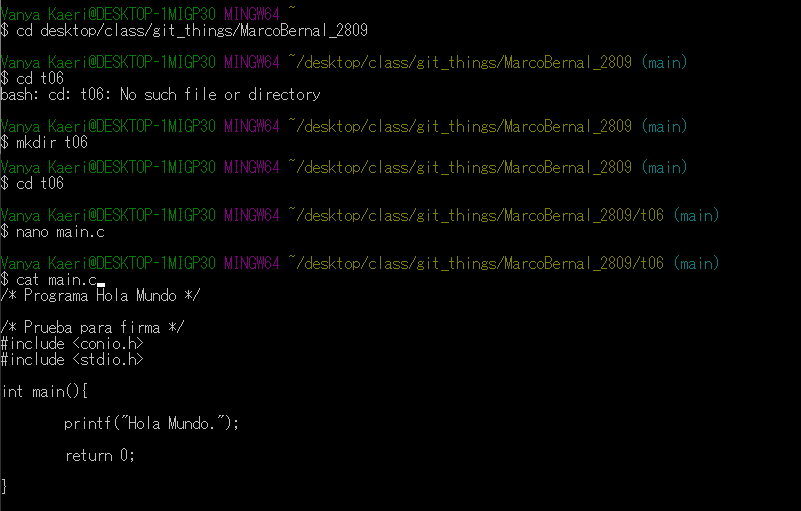 Vanya Kaeri@DESKTOP-1MIGP30 MINGW64 ~
$ cd desktop/class/git_things/MarcoBernal_2809
Vanya Kaeri@DESKTOP-1MIGP30 MINGW64 ~/desktop/class/git_things/MarcoBernal_2809 (main)
$ cd t06
bash: cd: t06: No such file or directory
Vanya Kaeri@DESKTOP-1MIGP30 MINGW64 ~/desktop/class/git_things/MarcoBernal_2809 (main)
$ mkdir t06
Vanya Kaeri@DESKTOP-1MIGP30 MINGW64 ~/desktop/class/git_things/MarcoBernal_2809 (main)
$ cd t06
Vanya Kaeri@DESKTOP-1MIGP30 MINGW64 ~/desktop/class/git_things/MarcoBernal_2809/t06 (main)
$ nano main.c
Vanya Kaeri@DESKTOP-1MIGP30 MINGW64 ~/desktop/class/git_things/MarcoBernal_2809/t06 (main)
$ cat main.c
/* Programa Hola Mundo */
/* Prueba para firma */
#include <conio.h>
#include <stdio.h>
int main(){
printf("Hola Mundo.");
return 0;
}